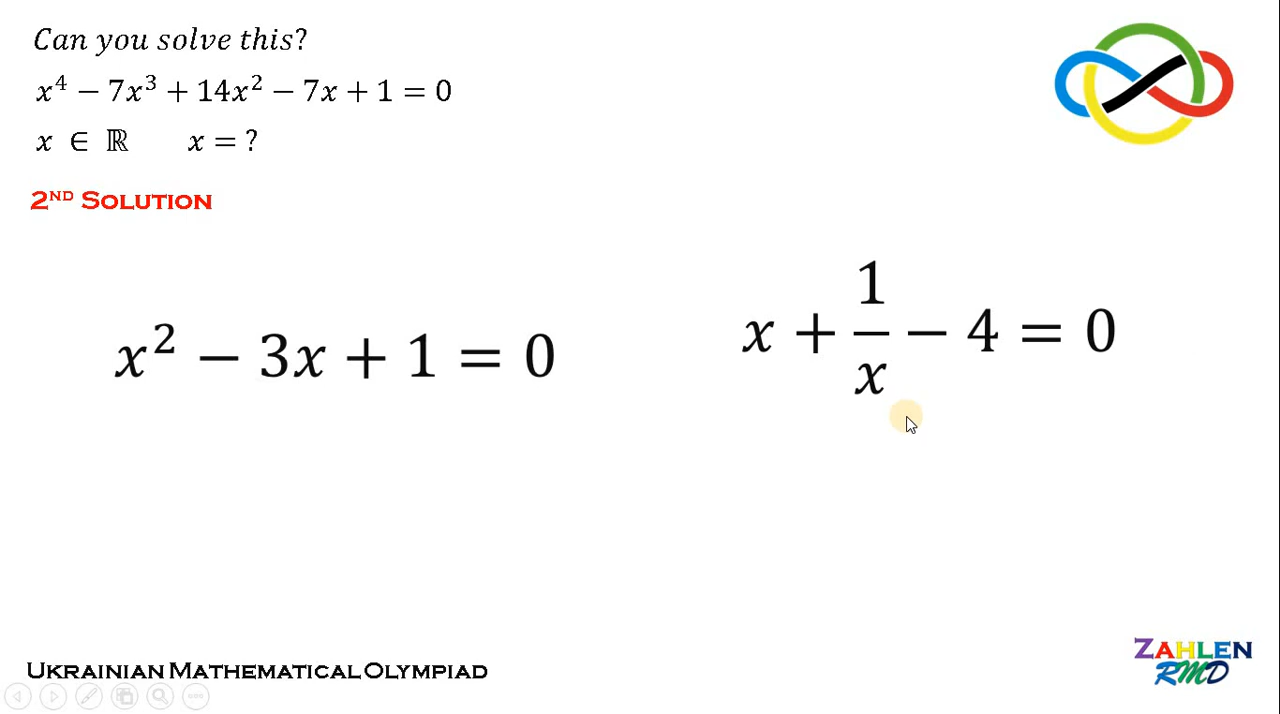 Can you solve this?
x⁴ − 7x³ + 14x² − 7x + 1 = 0
x ∈ ℝ x = ?
2ND SOLUTION
x² − 3x + 1 = 0
x + 1/x − 4 = 0
UKRAINIAN MATHEMATICAL OLYMPIAD
ZAHLEN
RMD